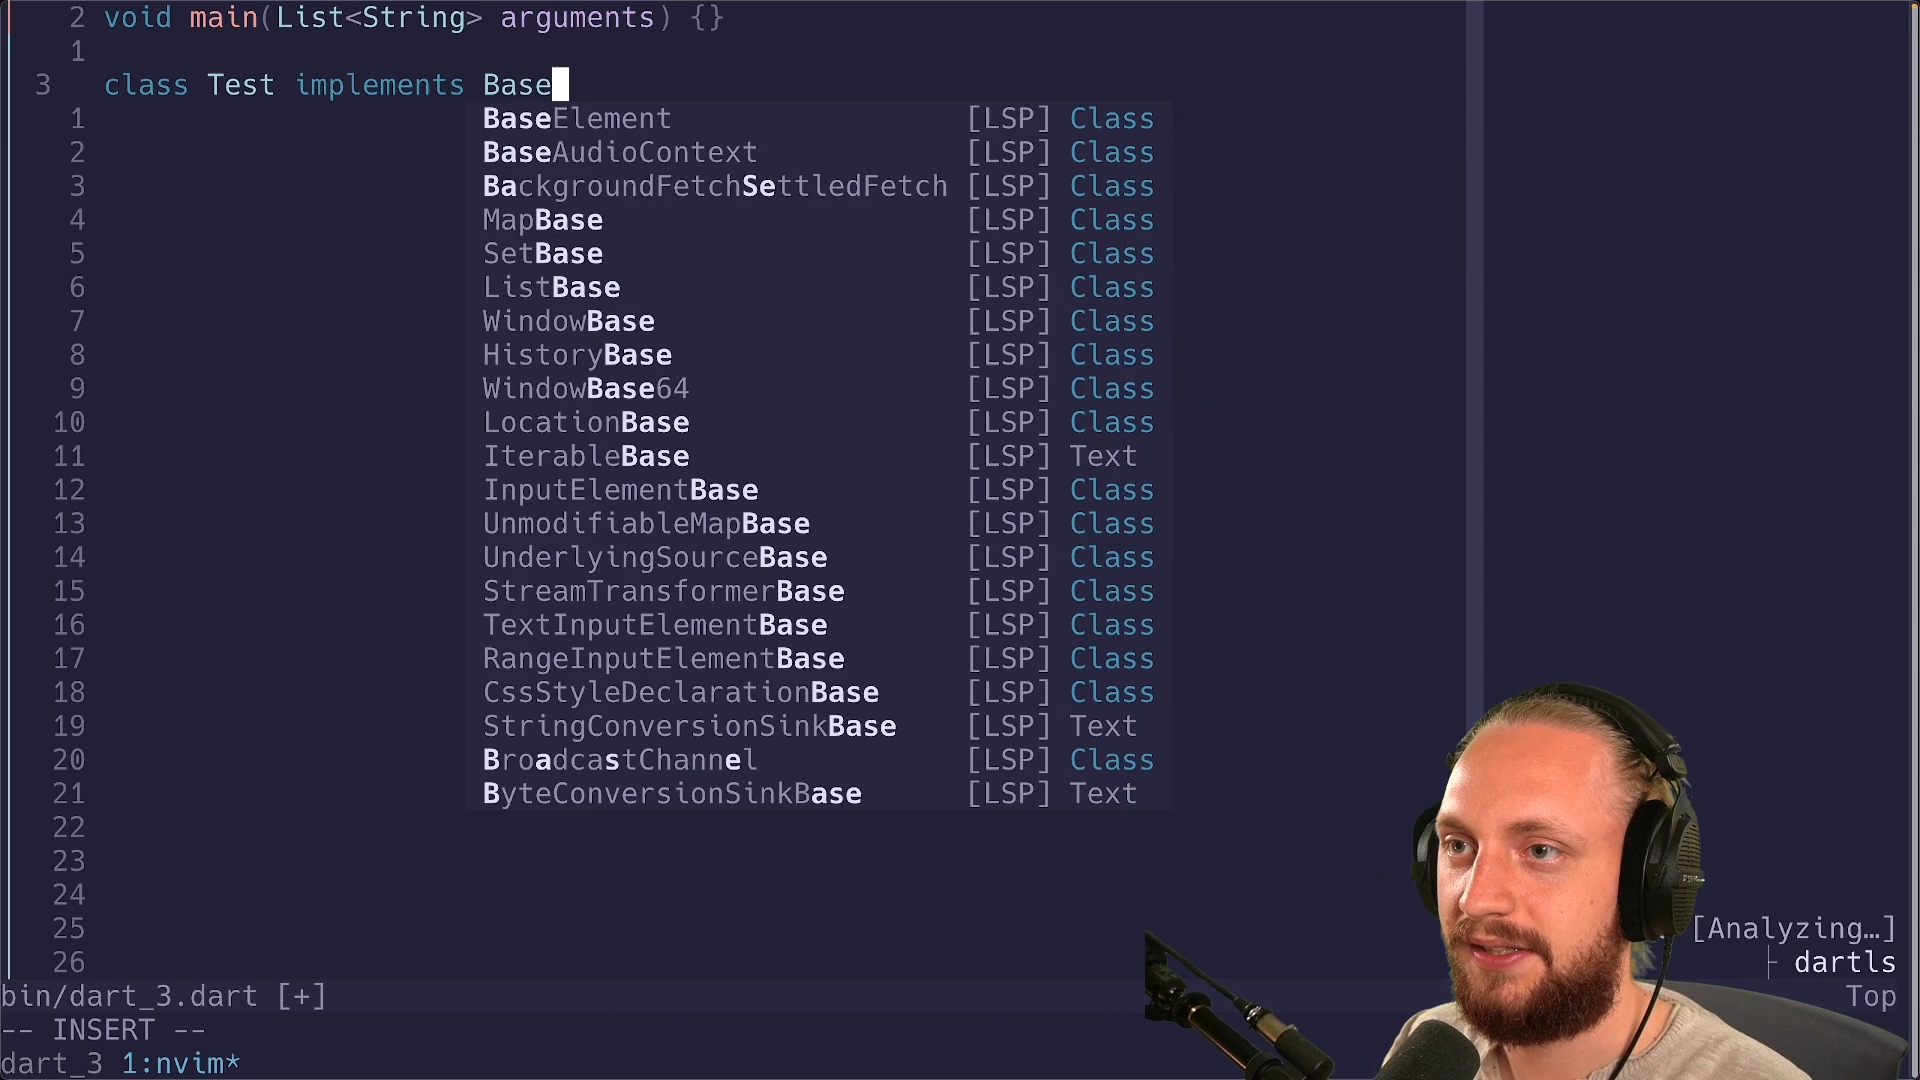 2 void main(List<String> arguments) {}
1
3 class Test implements Base
1 BaseElement [LSP] Class
2 BaseAudioContext [LSP] Class
3 BackgroundFetchSettledFetch [LSP] Class
4 MapBase [LSP] Class
5 SetBase [LSP] Class
6 ListBase [LSP] Class
7 WindowBase [LSP] Class
8 HistoryBase [LSP] Class
9 WindowBase64 [LSP] Class
10 LocationBase [LSP] Class
11 IterableBase [LSP] Text
12 InputElementBase [LSP] Class
13 UnmodifiableMapBase [LSP] Class
14 UnderlyingSourceBase [LSP] Class
15 StreamTransformerBase [LSP] Class
16 TextInputElementBase [LSP] Class
17 RangeInputElementBase [LSP] Class
18 CssStyleDeclarationBase [LSP] Class
19 StringConversionSinkBase [LSP] Text
20 BroadcastChannel [LSP] Class
21 ByteConversionSinkBase [LSP] Text
22
23
24
25 [Analyzing…]
26 ├ dartls
bin/dart_3.dart [+] Top
-- INSERT --
dart_3 1:nvim*